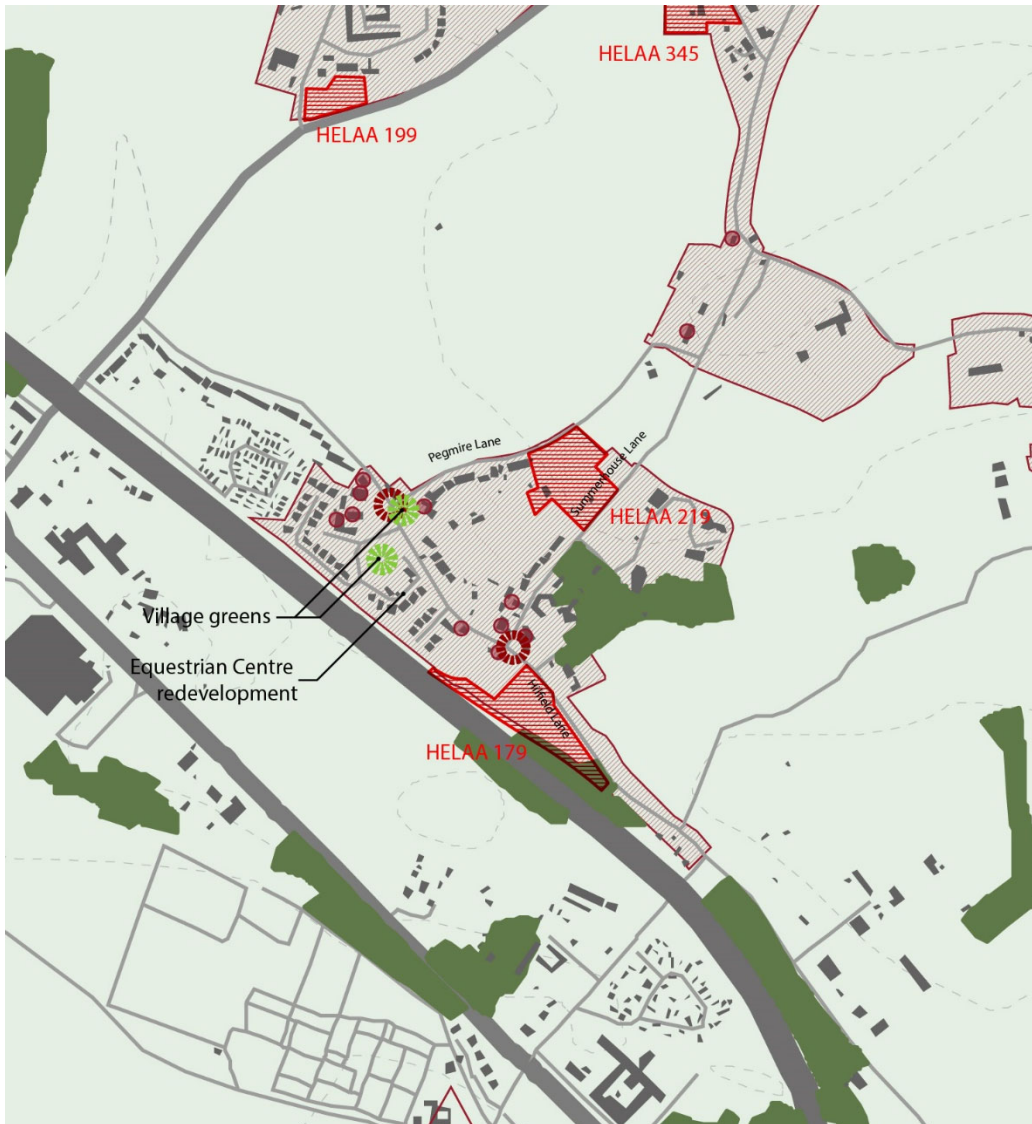 HELAA 345
HELAA 199
Pegmire Lane
Summerhouse Lane
HELAA 219
Village greens
Equestrian Centre
redevelopment
Hilfield Lane
HELAA 179